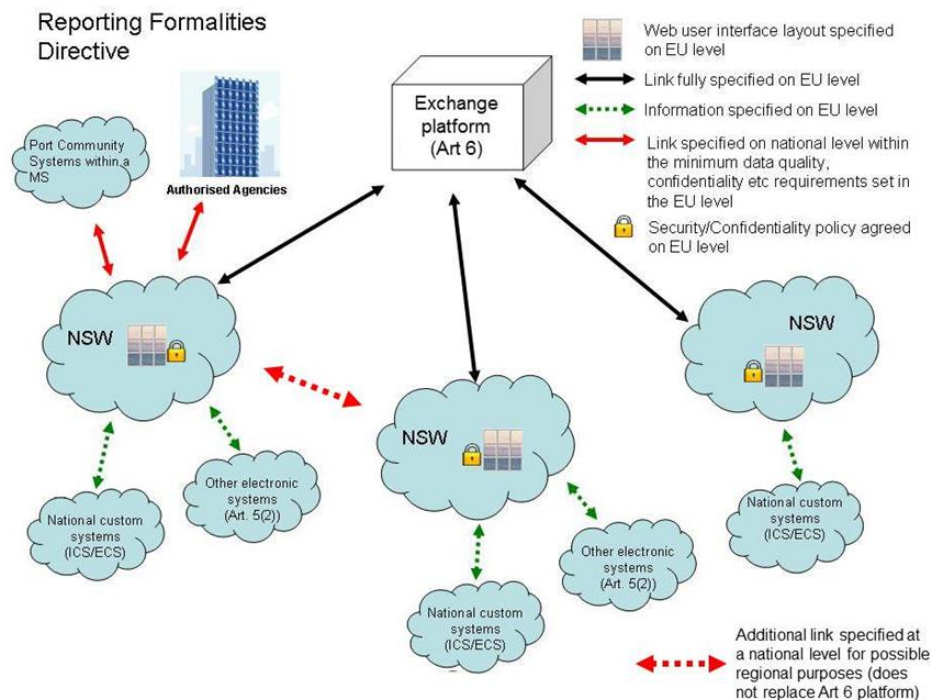 Reporting Formalities
Directive
Port Community
Systems within a
MS
Authorised Agencies
Exchange
platform
(Art 6)
Web user interface layout specified
on EU level
Link fully specified on EU level
Information specified on EU level
Link specified on national level within
the minimum data quality,
confidentiality etc requirements set in
the EU level
Security/Confidentiality policy agreed
on EU level
NSW
NSW
NSW
National custom
systems
(ICS/ECS)
Other electronic
systems
(Art. 5(2))
National custom
systems
(ICS/ECS)
Other electronic
systems
(Art. 5(2))
National custom
systems
(ICS/ECS)
Additional link specified at
a national level for possible
regional purposes (does
not replace Art 6 platform)